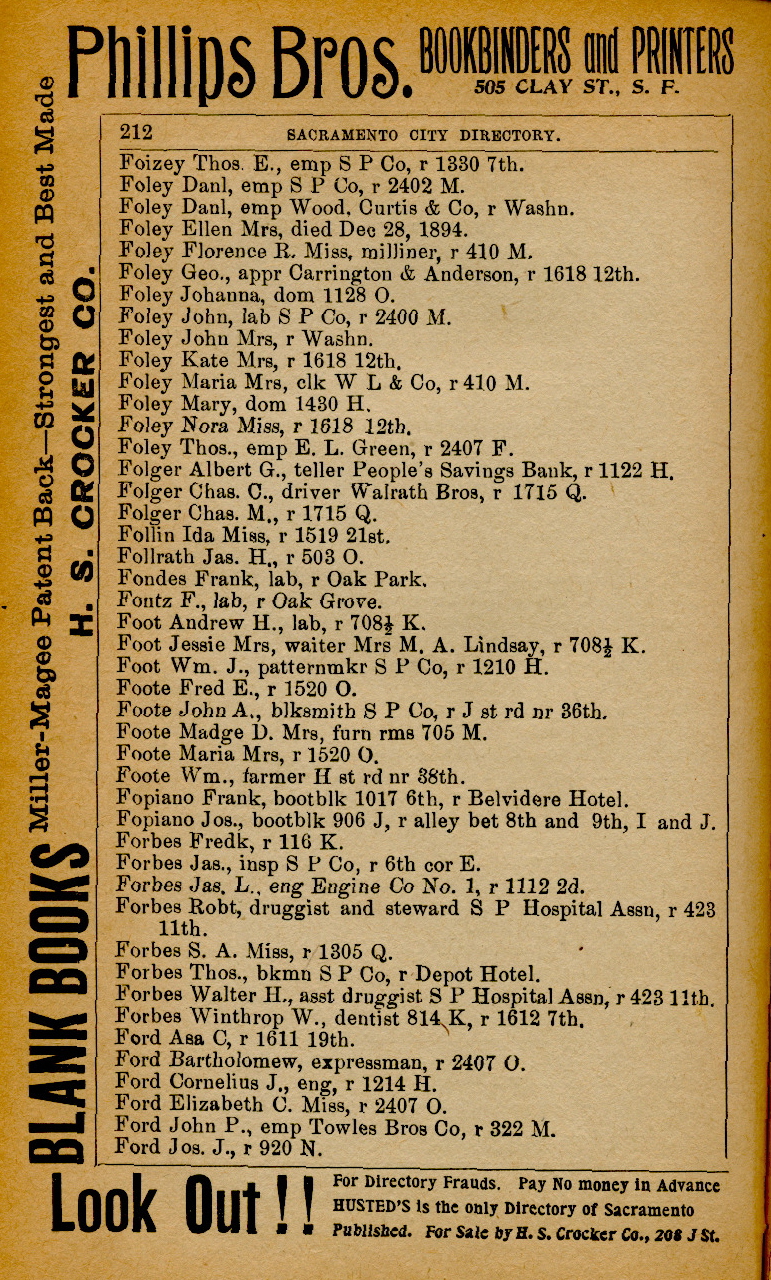 Phillips Bros. BOOKBINDERS and PRINTERS
505 CLAY ST., S. F.
212 SACRAMENTO CITY DIRECTORY.
Foizey Thos. E., emp S P Co, r 1330 7th.
Foley Danl, emp S P Co, r 2402 M.
Foley Danl, emp Wood, Curtis & Co, r Washn.
Foley Ellen Mrs, died Dec 28, 1894.
Foley Florence R. Miss, milliner, r 410 M.
Foley Geo., appr Carrington & Anderson, r 1618 12th.
Foley Johanna, dom 1128 O.
Foley John, lab S P Co, r 2400 M.
Foley John Mrs, r Washn.
Foley Kate Mrs, r 1618 12th.
Foley Maria Mrs, clk W L & Co, r 410 M.
Foley Mary, dom 1430 H.
Foley Nora Miss, r 1618 12th.
Foley Thos., emp E. L. Green, r 2407 F.
Folger Albert G., teller People's Savings Bank, r 1122 H.
Folger Chas. C., driver Walrath Bros, r 1715 Q.
Folger Chas. M., r 1715 Q.
Follin Ida Miss, r 1519 21st.
Follrath Jas. H., r 503 O.
Fondes Frank, lab, r Oak Park.
Fontz F., lab, r Oak Grove.
Foot Andrew H., lab, r 708½ K.
Foot Jessie Mrs, waiter Mrs M. A. Lindsay, r 708½ K.
Foot Wm. J., patternmkr S P Co, r 1210 H.
Foote Fred E., r 1520 O.
Foote John A., blksmith S P Co, r J st rd nr 36th.
Foote Madge D. Mrs, furn rms 705 M.
Foote Maria Mrs, r 1520 O.
Foote Wm., farmer H st rd nr 38th.
Fopiano Frank, bootblk 1017 6th, r Belvidere Hotel.
Fopiano Jos., bootblk 906 J, r alley bet 8th and 9th, I and J.
Forbes Fredk, r 116 K.
Forbes Jas., insp S P Co, r 6th cor E.
Forbes Jas. L., eng Engine Co No. 1, r 1112 2d.
Forbes Robt, druggist and steward S P Hospital Assn, r 423
11th.
Forbes S. A. Miss, r 1305 Q.
Forbes Thos., bkmn S P Co, r Depot Hotel.
Forbes Walter H., asst druggist S P Hospital Assn, r 423 11th.
Forbes Winthrop W., dentist 814 K, r 1612 7th.
Ford Asa C, r 1611 19th.
Ford Bartholomew, expressman, r 2407 O.
Ford Cornelius J., eng, r 1214 H.
Ford Elizabeth C. Miss, r 2407 O.
Ford John P., emp Towles Bros Co, r 322 M.
Ford Jos. J., r 920 N.
BLANK BOOKS Miller-Magee Patent Back—Strongest and Best Made
H. S. CROCKER CO.
Look Out!! For Directory Frauds. Pay No money in Advance
HUSTED'S is the only Directory of Sacramento
Published. For Sale by H. S. Crocker Co., 208 J St.